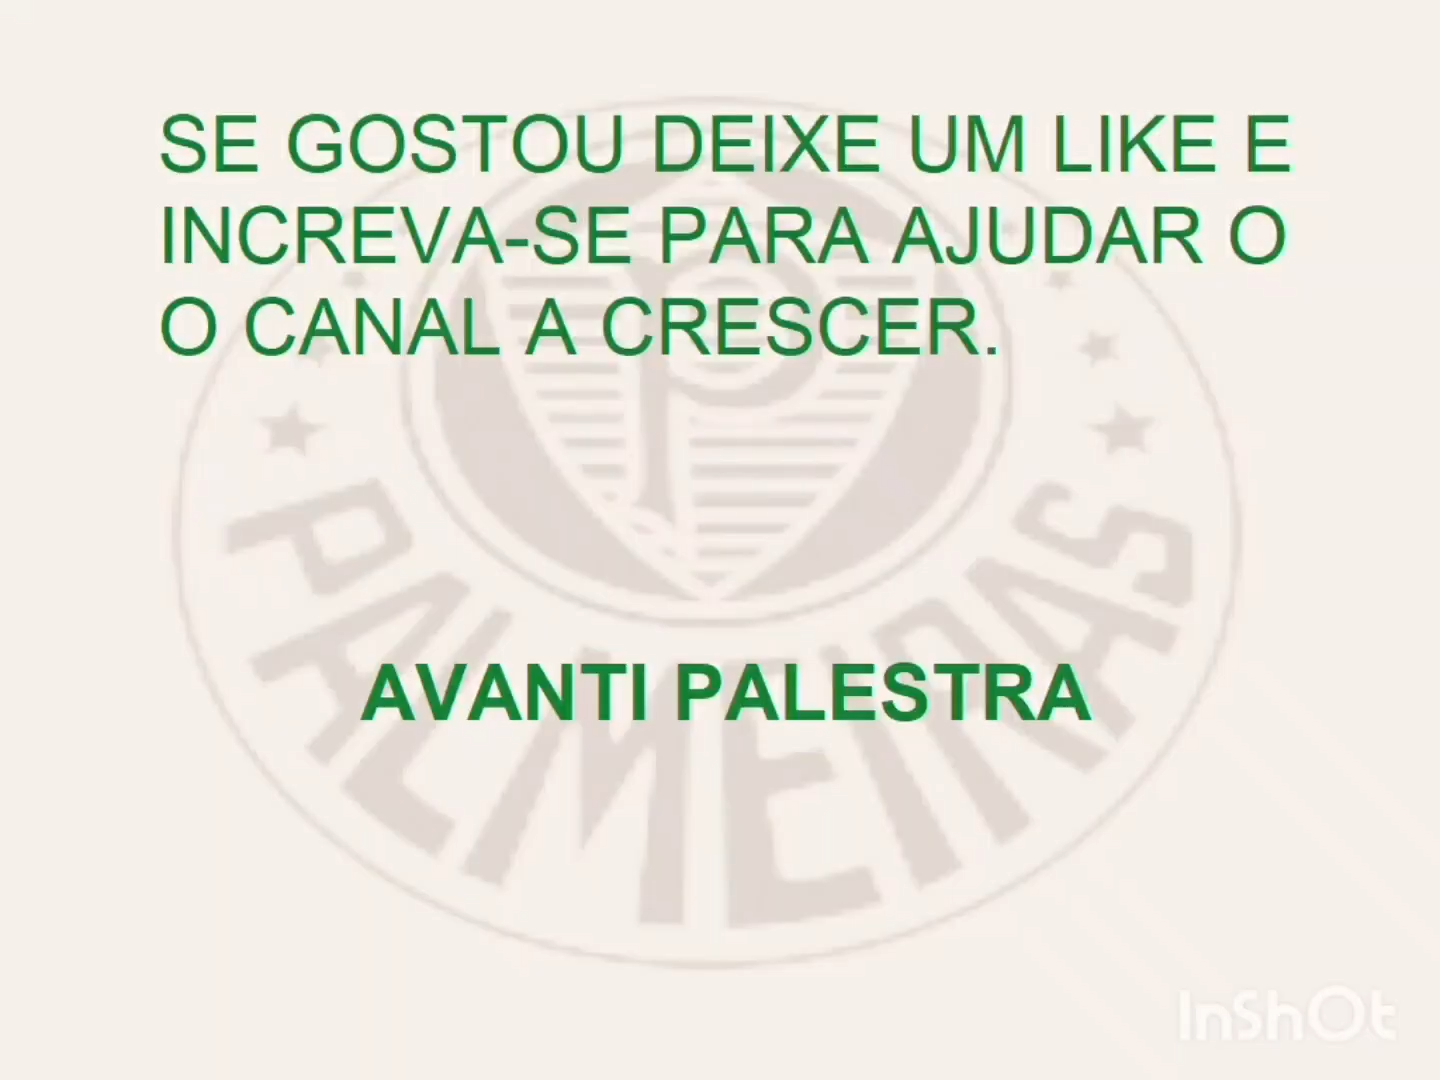 SE GOSTOU DEIXE UM LIKE E
INCREVA-SE PARA AJUDAR O
O CANAL A CRESCER.
P
PALMEIRAS
AVANTI PALESTRA
InShOt